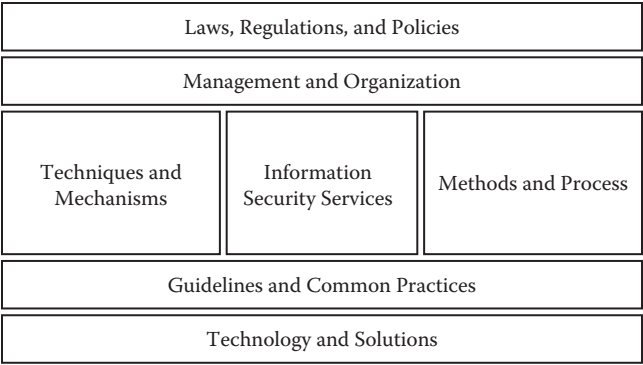 Laws, Regulations, and Policies
Management and Organization
Techniques and
Mechanisms
Information
Security Services
Methods and Process
Guidelines and Common Practices
Technology and Solutions